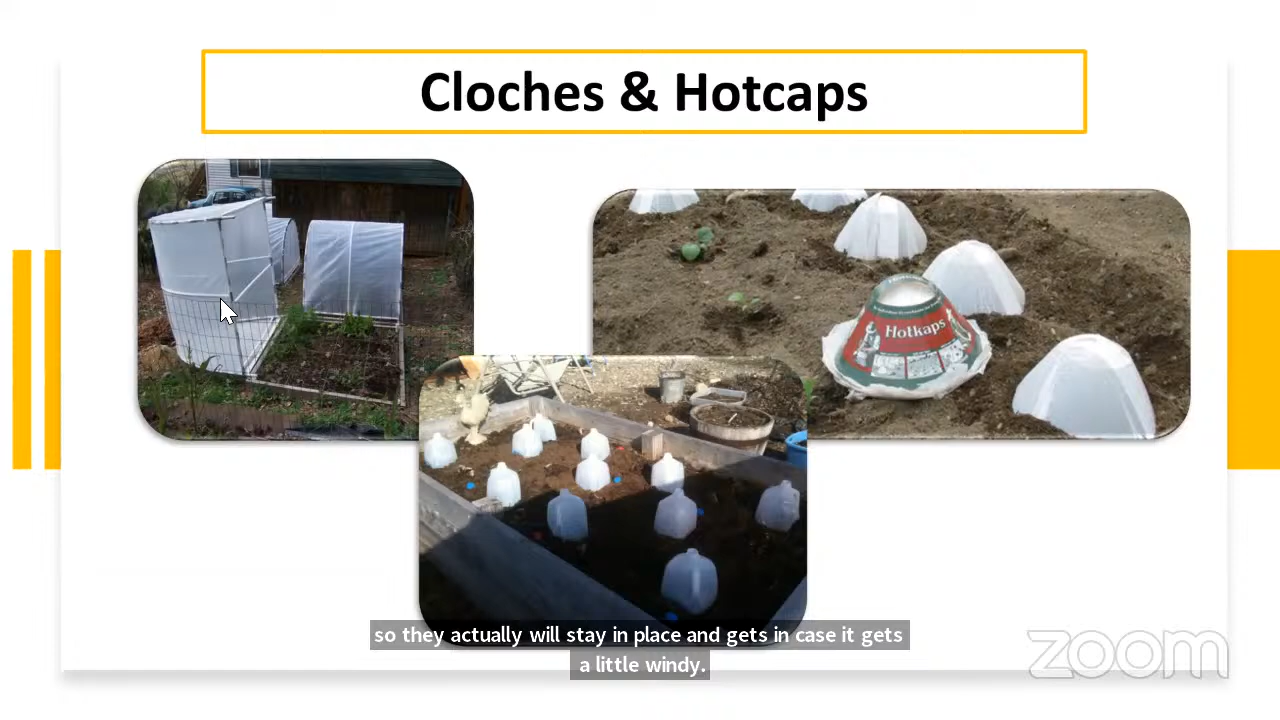 Cloches & Hotcaps
Hotkaps
so they actually will stay in place and gets in case it gets
a little windy.
zoom